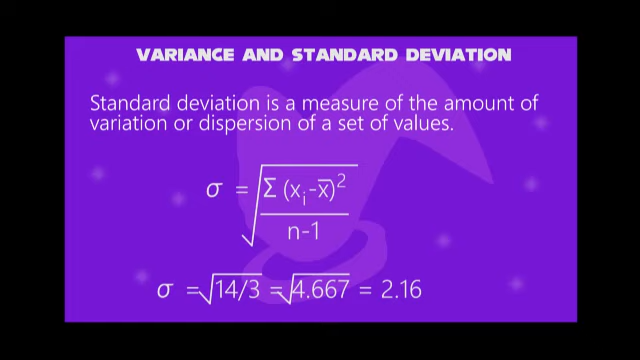 VARIANCE AND STANDARD DEVIATION
Standard deviation is a measure of the amount of
variation or dispersion of a set of values.
σ = √(Σ (xᵢ-x̅)² / n-1)
σ = √14/3 = √4.667 = 2.16